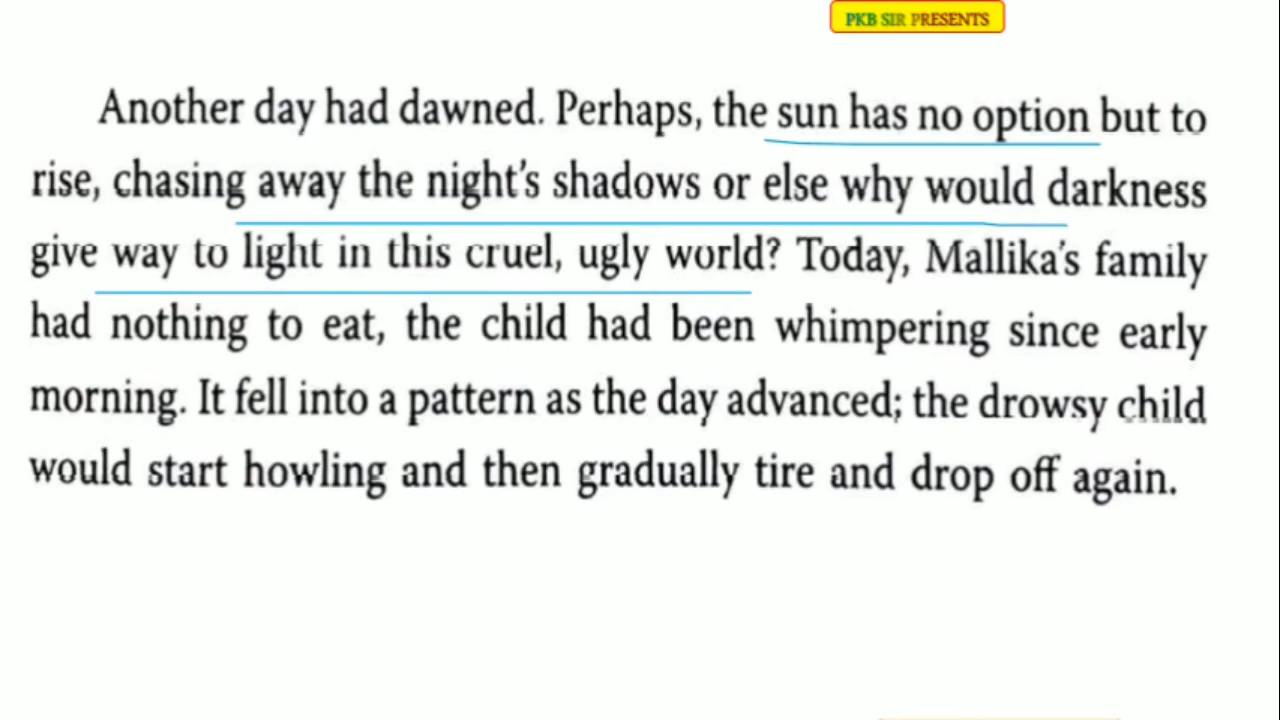 PKB SIR PRESENTS
Another day had dawned. Perhaps, the sun has no option but to
rise, chasing away the night's shadows or else why would darkness
give way to light in this cruel, ugly world? Today, Mallika's family
had nothing to eat, the child had been whimpering since early
morning. It fell into a pattern as the day advanced; the drowsy child
would start howling and then gradually tire and drop off again.